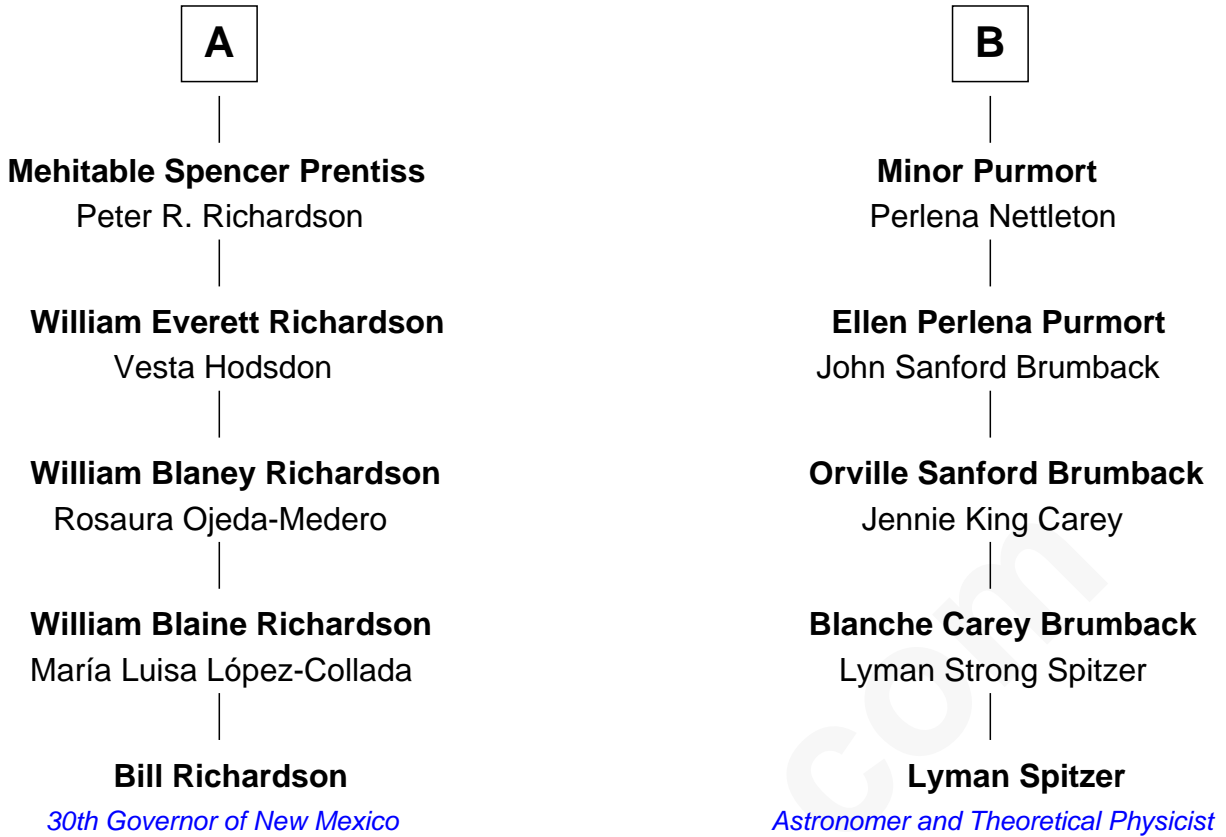 A
Mehitable Spencer Prentiss
Peter R. Richardson
William Everett Richardson
Vesta Hodsdon
William Blaney Richardson
Rosaura Ojeda-Medero
William Blaine Richardson
María Luisa López-Collada
Bill Richardson
30th Governor of New Mexico
B
Minor Purmort
Perlena Nettleton
Ellen Perlena Purmort
John Sanford Brumback
Orville Sanford Brumback
Jennie King Carey
Blanche Carey Brumback
Lyman Strong Spitzer
Lyman Spitzer
Astronomer and Theoretical Physicist
com